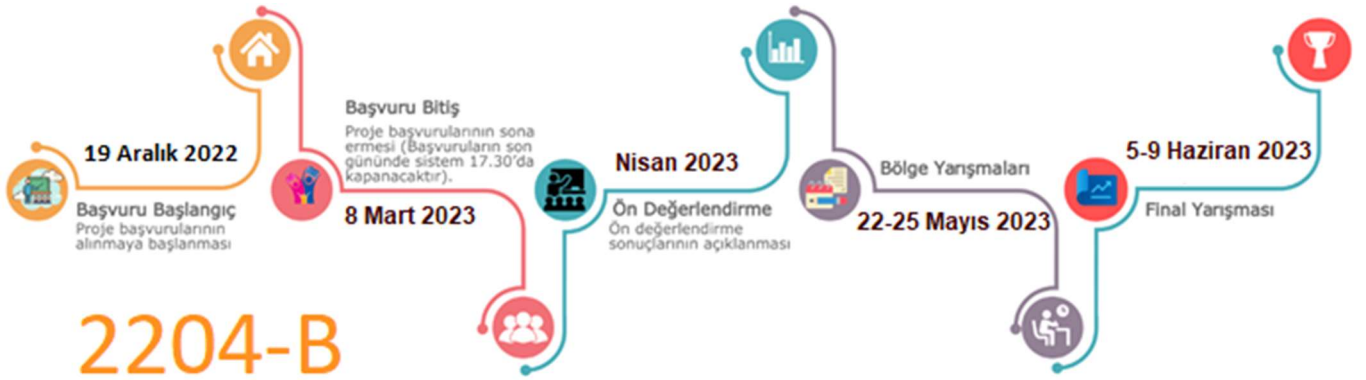 19 Aralık 2022
Başvuru Başlangıç
Proje başvurularının
alınmaya başlanması
Başvuru Bitiş
Proje başvurularının sona
ermesi (Başvuruların son
gününde sistem 17.30'da
kapanacaktır).
8 Mart 2023
Nisan 2023
Ön Değerlendirme
Ön değerlendirme
sonuçlarının açıklanması
Bölge Yarışmaları
22-25 Mayıs 2023
5-9 Haziran 2023
Final Yarışması
2204-B